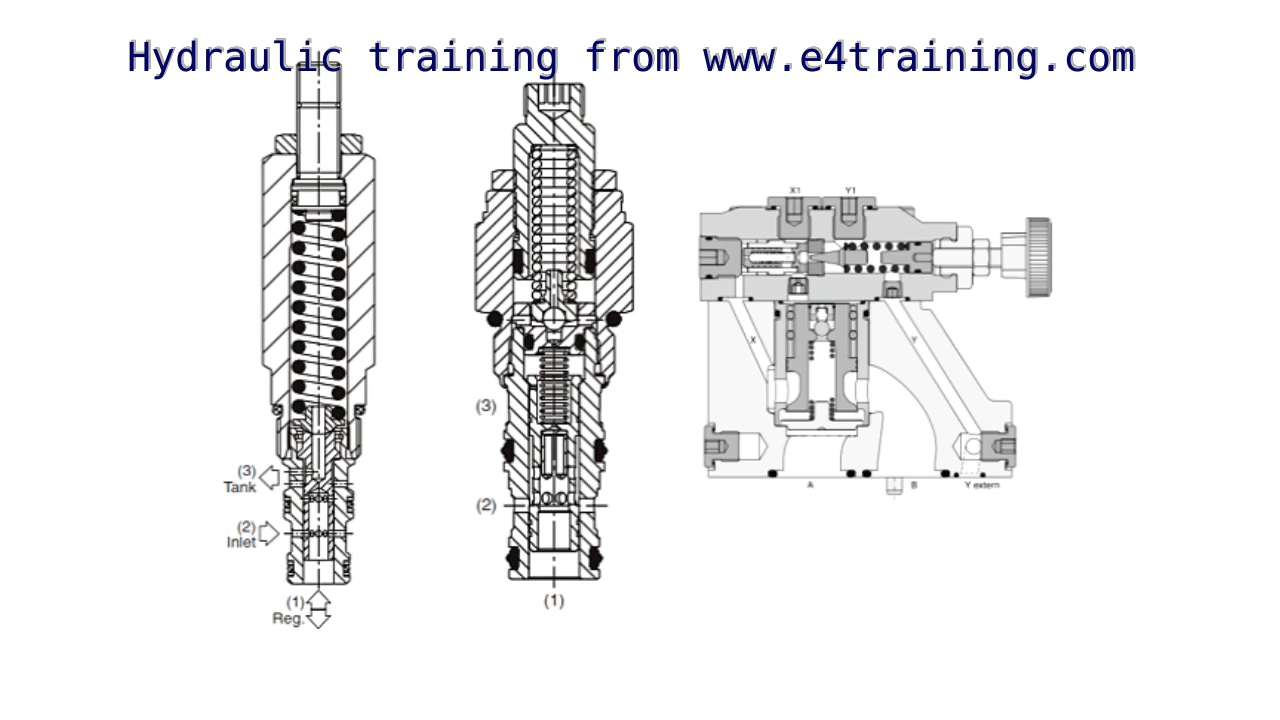 Hydraulic training from www.e4training.com
(3)
Tank
(2)
Inlet
(1)
Reg.
(3)
(2)
(1)
X1 Y1
X Y
A B Y extern